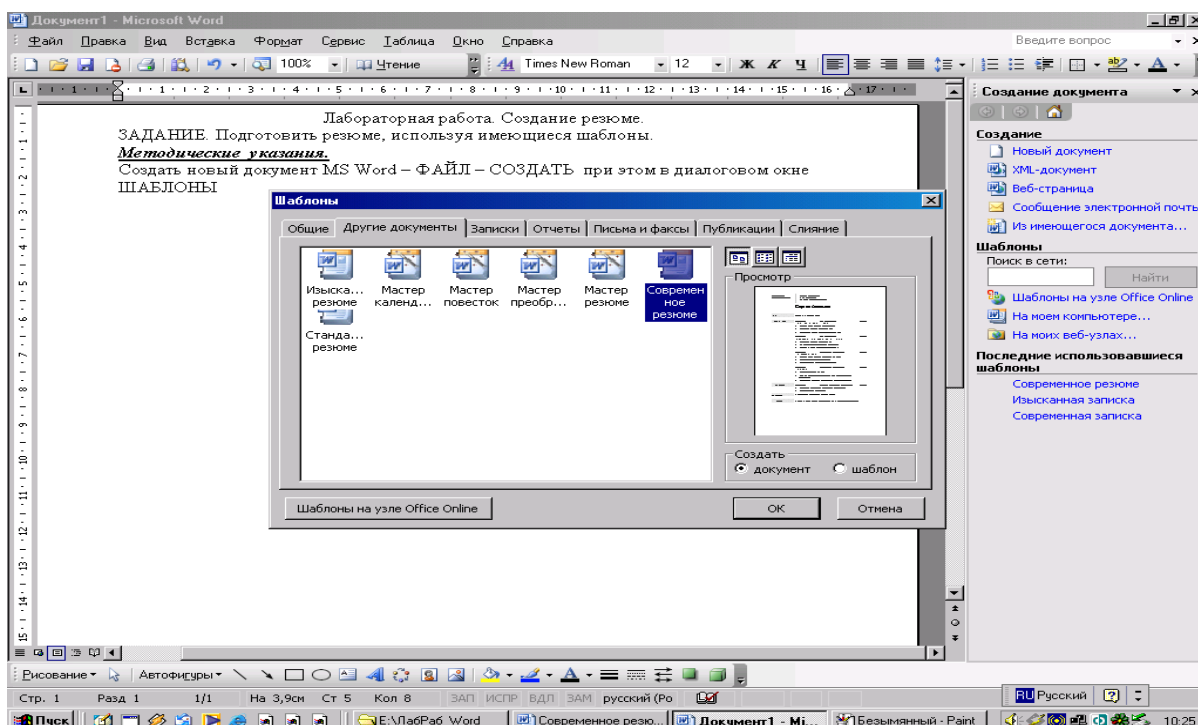 Документ1 - Microsoft Word
Файл Правка Вид Вставка Формат Сервис Таблица Окно Справка
Введите вопрос
100% Чтение Times New Roman 12 Ж К Ч
Лабораторная работа. Создание резюме.
ЗАДАНИЕ. Подготовить резюме, используя имеющиеся шаблоны.
Методические указания.
Создать новый документ MS Word – ФАЙЛ – СОЗДАТЬ при этом в диалоговом окне
ШАБЛОНЫ
Шаблоны
Общие Другие документы Записки Отчеты Письма и факсы Публикации Слияние
Изыска... резюме
Мастер календ...
Мастер повесток
Мастер преобр...
Мастер резюме
Современ ное резюме
Станда... резюме
Просмотр
Создать
документ шаблон
Шаблоны на узле Office Online
OK Отмена
Создание документа
Создание
Новый документ
XML-документ
Веб-страница
Сообщение электронной почты
Из имеющегося документа...
Шаблоны
Поиск в сети:
Найти
Шаблоны на узле Office Online
На моем компьютере...
На моих веб-узлах...
Последние использовавшиеся
шаблоны
Современное резюме
Изысканная записка
Современная записка
Рисование Автофигуры
Стр. 1 Разд 1 1/1 На 3,9см Ст 5 Кол 8 ЗАП ИСПР ВДЛ ЗАМ русский (Ро
RU Русский
Пуск E:\ЛабРаб_Word Современное резю... Документ1 - Mi... Безымянный - Paint 10:25